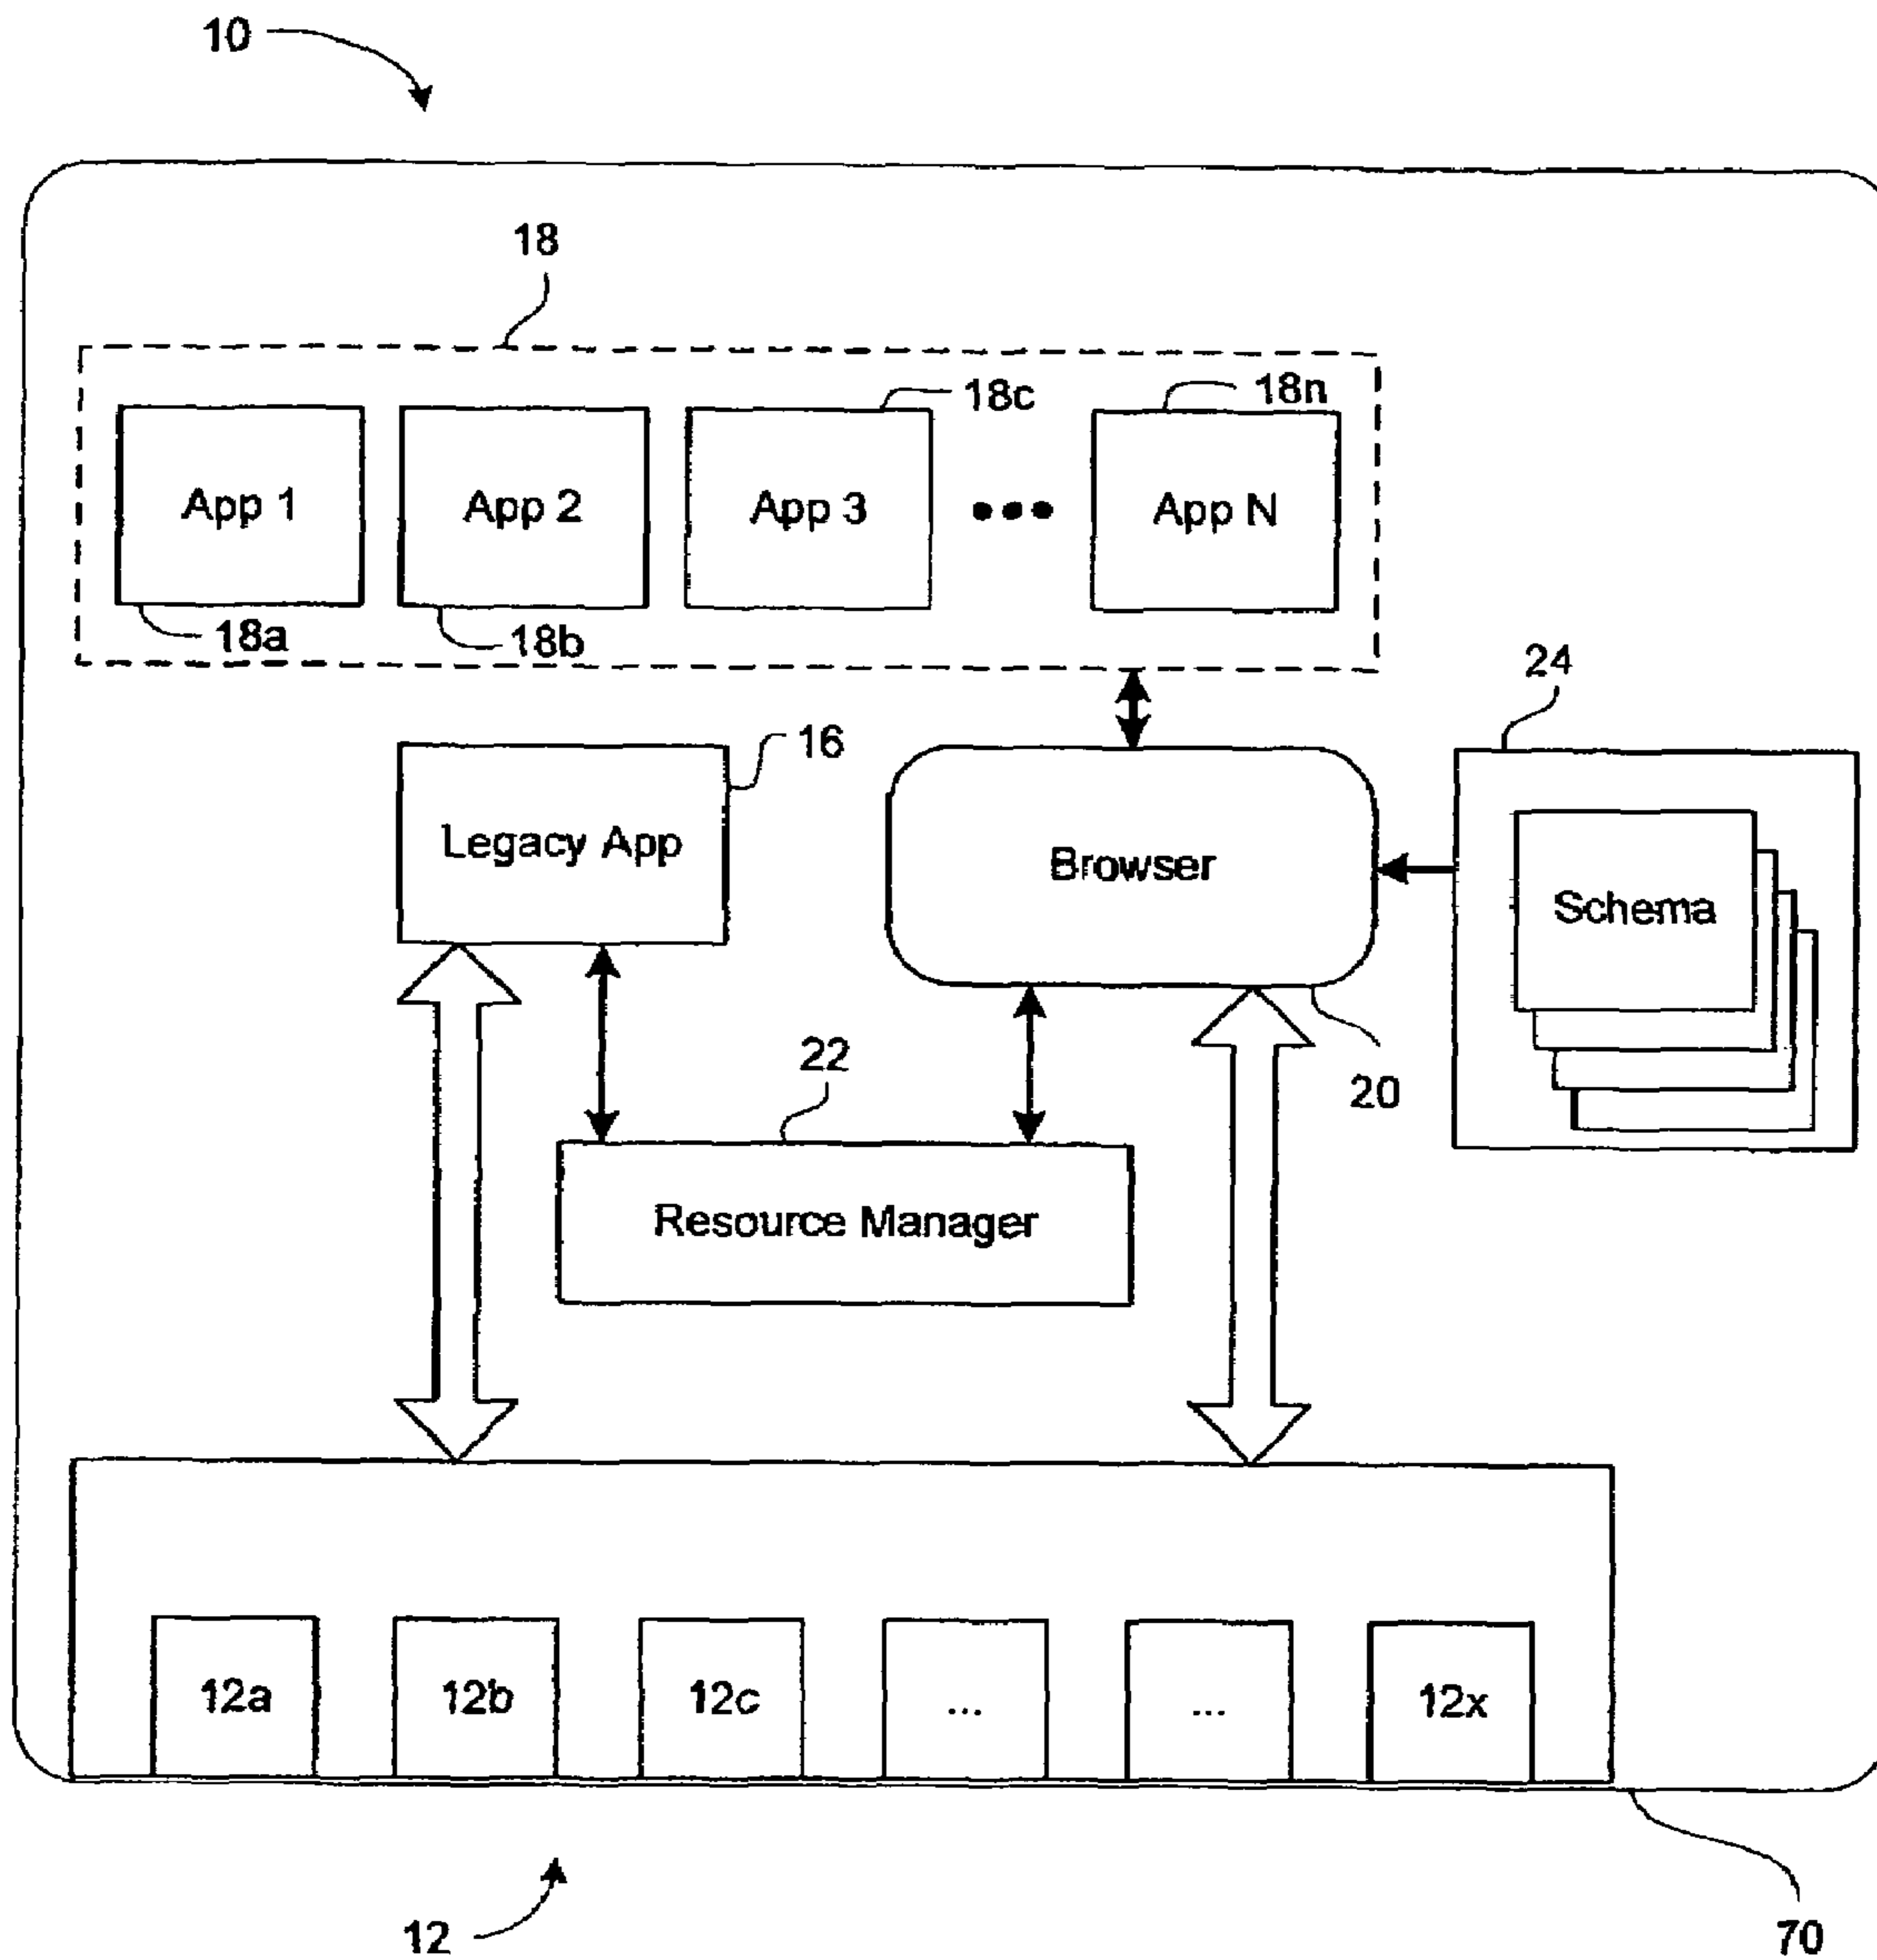 10
18
18c
18n
App 1
App 2
App 3
•••
App N
18a
18b
24
16
Legacy App
Browser
Schema
22
20
Resource Manager
12a
12b
12c
...
...
12x
12
70